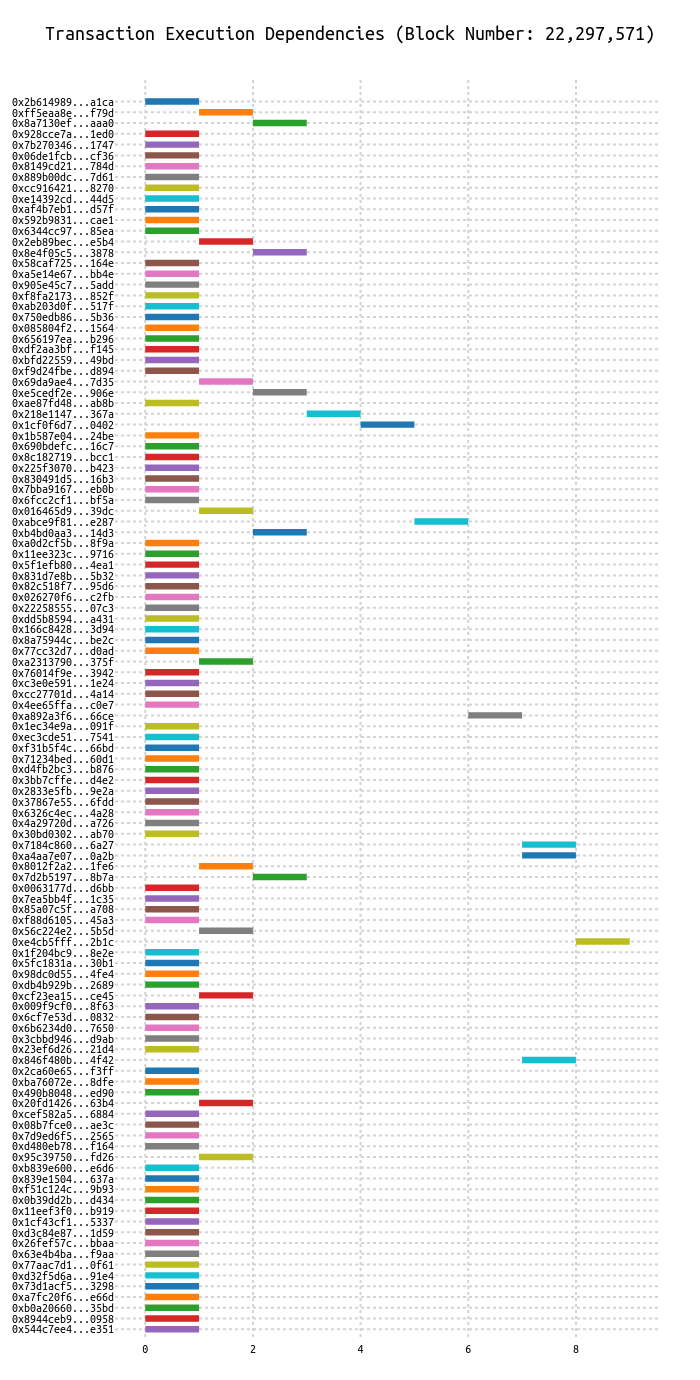 Transaction Execution Dependencies (Block Number: 22,297,571)
0x2b614989...a1ca
0xff5eaa8e...f79d
0x8a7130ef...aaa0
0x928cce7a...1ed0
0x7b270346...1747
0x06de1fcb...cf36
0x8149cd21...784d
0x889b00dc...7d61
0xcc916421...8270
0xe14392cd...44d5
0xaf4b7eb1...d57f
0x592b9831...cae1
0x6344cc97...85ea
0x2eb89bec...e5b4
0x8e4f05c5...3878
0x58caf725...164e
0xa5e14e67...bb4e
0x905e45c7...5add
0xf8fa2173...852f
0xab203d0f...517f
0x750edb86...5b36
0x085804f2...1564
0x656197ea...b296
0xdf2aa3bf...f145
0xbfd22559...49bd
0xf9d24fbe...d894
0x69da9ae4...7d35
0xe5cedf2e...906e
0xae87fd48...ab8b
0x218e1147...367a
0x1cf0f6d7...0402
0x1b587e04...24be
0x690bdefc...16c7
0x8c182719...bcc1
0x225f3070...b423
0x830491d5...16b3
0x7bba9167...eb0b
0x6fcc2cf1...bf5a
0x016465d9...39dc
0xabce9f81...e287
0xb4bd0aa3...14d3
0xa0d2cf5b...8f9a
0x11ee323c...9716
0x5f1efb80...4ea1
0x831d7e8b...5b32
0x82c518f7...95d6
0x026270f6...c2fb
0x22258555...07c3
0xdd5b8594...a431
0x166c8428...3d94
0x8a75944c...be2c
0x77cc32d7...d0ad
0xa2313790...375f
0x76014f9e...3942
0xc3e0e591...1e24
0xcc27701d...4a14
0x4ee65ffa...c0e7
0xa892a3f6...66ce
0x1ec34e9a...091f
0xec3cde51...7541
0xf31b5f4c...66bd
0x71234bed...60d1
0xd4fb2bc3...b876
0x3bb7cffe...d4e2
0x2833e5fb...9e2a
0x37867e55...6fdd
0x6326c4ec...4a28
0x4a29720d...a726
0x30bd0302...ab70
0x7184c860...6a27
0xa4aa7e07...0a2b
0x8012f2a2...1fe6
0x7d2b5197...8b7a
0x0063177d...d6bb
0x7ea5bb4f...1c35
0x85a07c5f...a708
0xf88d6105...45a3
0x56c224e2...5b5d
0xe4cb5fff...2b1c
0x1f204bc9...8e2e
0x5fc1831a...30b1
0x98dc0d55...4fe4
0xdb4b929b...2689
0xcf23ea15...ce45
0x009f9cf0...8f63
0x6cf7e53d...0832
0x6b6234d0...7650
0x3cbbd946...d9ab
0x23ef6d26...21d4
0x846f480b...4f42
0x2ca60e65...f3ff
0xba76072e...8dfe
0x490b8048...ed90
0x20fd1426...63b4
0xcef582a5...6884
0x08b7fce0...ae3c
0x7d9ed6f5...2565
0xd480eb78...f164
0x95c39750...fd26
0xb839e600...e6d6
0x839e1504...637a
0xf51c124c...9b93
0x0b39dd2b...d434
0x11eef3f0...b919
0x1cf43cf1...5337
0xd3c84e87...1d59
0x26fef57c...bbaa
0x63e4b4ba...f9aa
0x77aac7d1...0f61
0xd32f5d6a...91e4
0x73d1acf5...3298
0xa7fc20f6...e66d
0xb0a20660...35bd
0x8944ceb9...0958
0x544c7ee4...e351
0 2 4 6 8